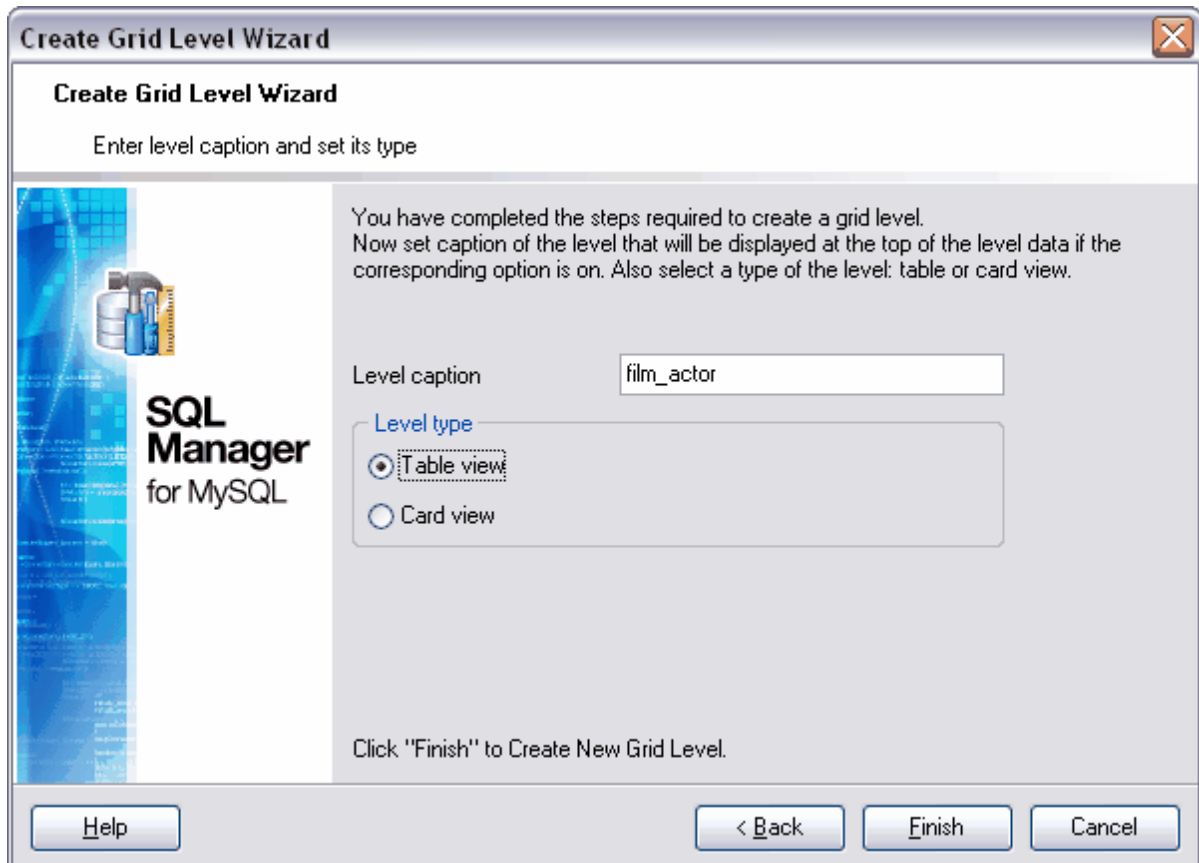 Create Grid Level Wizard
Create Grid Level Wizard
Enter level caption and set its type
You have completed the steps required to create a grid level.
Now set caption of the level that will be displayed at the top of the level data if the
corresponding option is on. Also select a type of the level: table or card view.
SQL
Manager
for MySQL
Level caption
film_actor
Level type
Table view
Card view
Click "Finish" to Create New Grid Level.
Help
< Back
Finish
Cancel